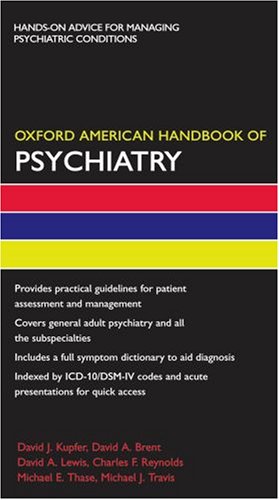 HANDS-ON ADVICE FOR MANAGING
PSYCHIATRIC CONDITIONS
OXFORD AMERICAN HANDBOOK OF
PSYCHIATRY
Provides practical guidelines for patient
assessment and management
Covers general adult psychiatry and all
the subspecialties
Includes a full symptom dictionary to aid diagnosis
Indexed by ICD-10/DSM-IV codes and acute
presentations for quick access
David J. Kupfer, David A. Brent
David A. Lewis, Charles F. Reynolds
Michael E. Thase, Michael J. Travis